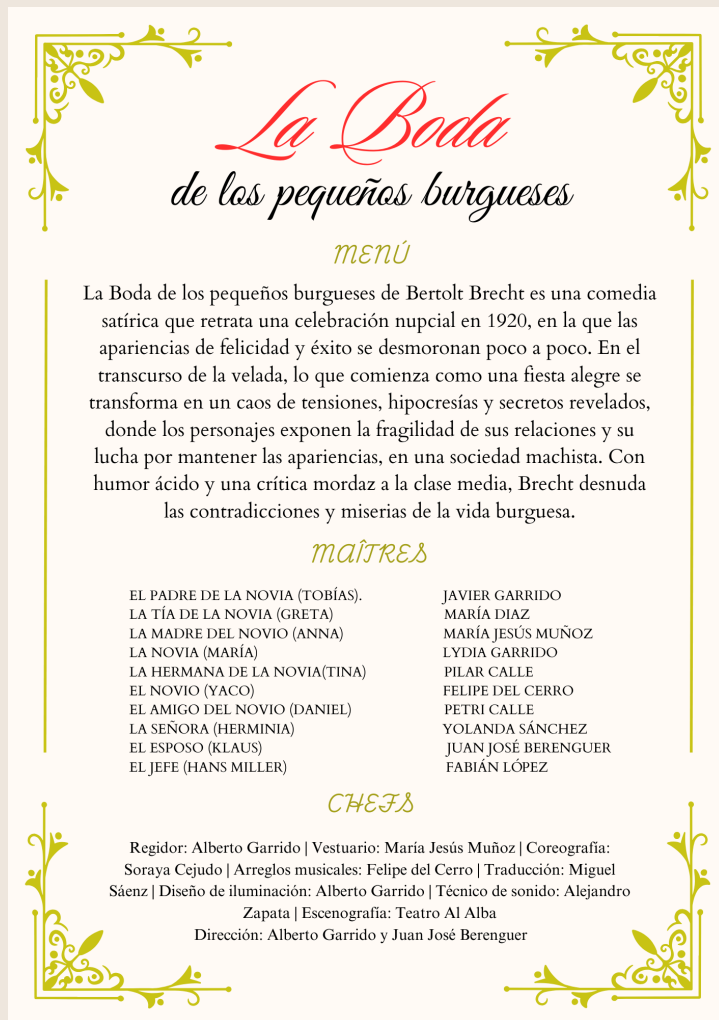 La Boda
de los pequeños burgueses
MENÚ
La Boda de los pequeños burgueses de Bertolt Brecht es una comedia
satírica que retrata una celebración nupcial en 1920, en la que las
apariencias de felicidad y éxito se desmoronan poco a poco. En el
transcurso de la velada, lo que comienza como una fiesta alegre se
transforma en un caos de tensiones, hipocresías y secretos revelados,
donde los personajes exponen la fragilidad de sus relaciones y su
lucha por mantener las apariencias, en una sociedad machista. Con
humor ácido y una crítica mordaz a la clase media, Brecht desnuda
las contradicciones y miserias de la vida burguesa.
MAÎTRES
EL PADRE DE LA NOVIA (TOBÍAS). JAVIER GARRIDO
LA TÍA DE LA NOVIA (GRETA) MARÍA DIAZ
LA MADRE DEL NOVIO (ANNA) MARÍA JESÚS MUÑOZ
LA NOVIA (MARÍA) LYDIA GARRIDO
LA HERMANA DE LA NOVIA(TINA) PILAR CALLE
EL NOVIO (YACO) FELIPE DEL CERRO
EL AMIGO DEL NOVIO (DANIEL) PETRI CALLE
LA SEÑORA (HERMINIA) YOLANDA SÁNCHEZ
EL ESPOSO (KLAUS) JUAN JOSÉ BERENGUER
EL JEFE (HANS MILLER) FABIÁN LÓPEZ
CHEFS
Regidor: Alberto Garrido | Vestuario: María Jesús Muñoz | Coreografía:
Soraya Cejudo | Arreglos musicales: Felipe del Cerro | Traducción: Miguel
Sáenz | Diseño de iluminación: Alberto Garrido | Técnico de sonido: Alejandro
Zapata | Escenografía: Teatro Al Alba
Dirección: Alberto Garrido y Juan José Berenguer